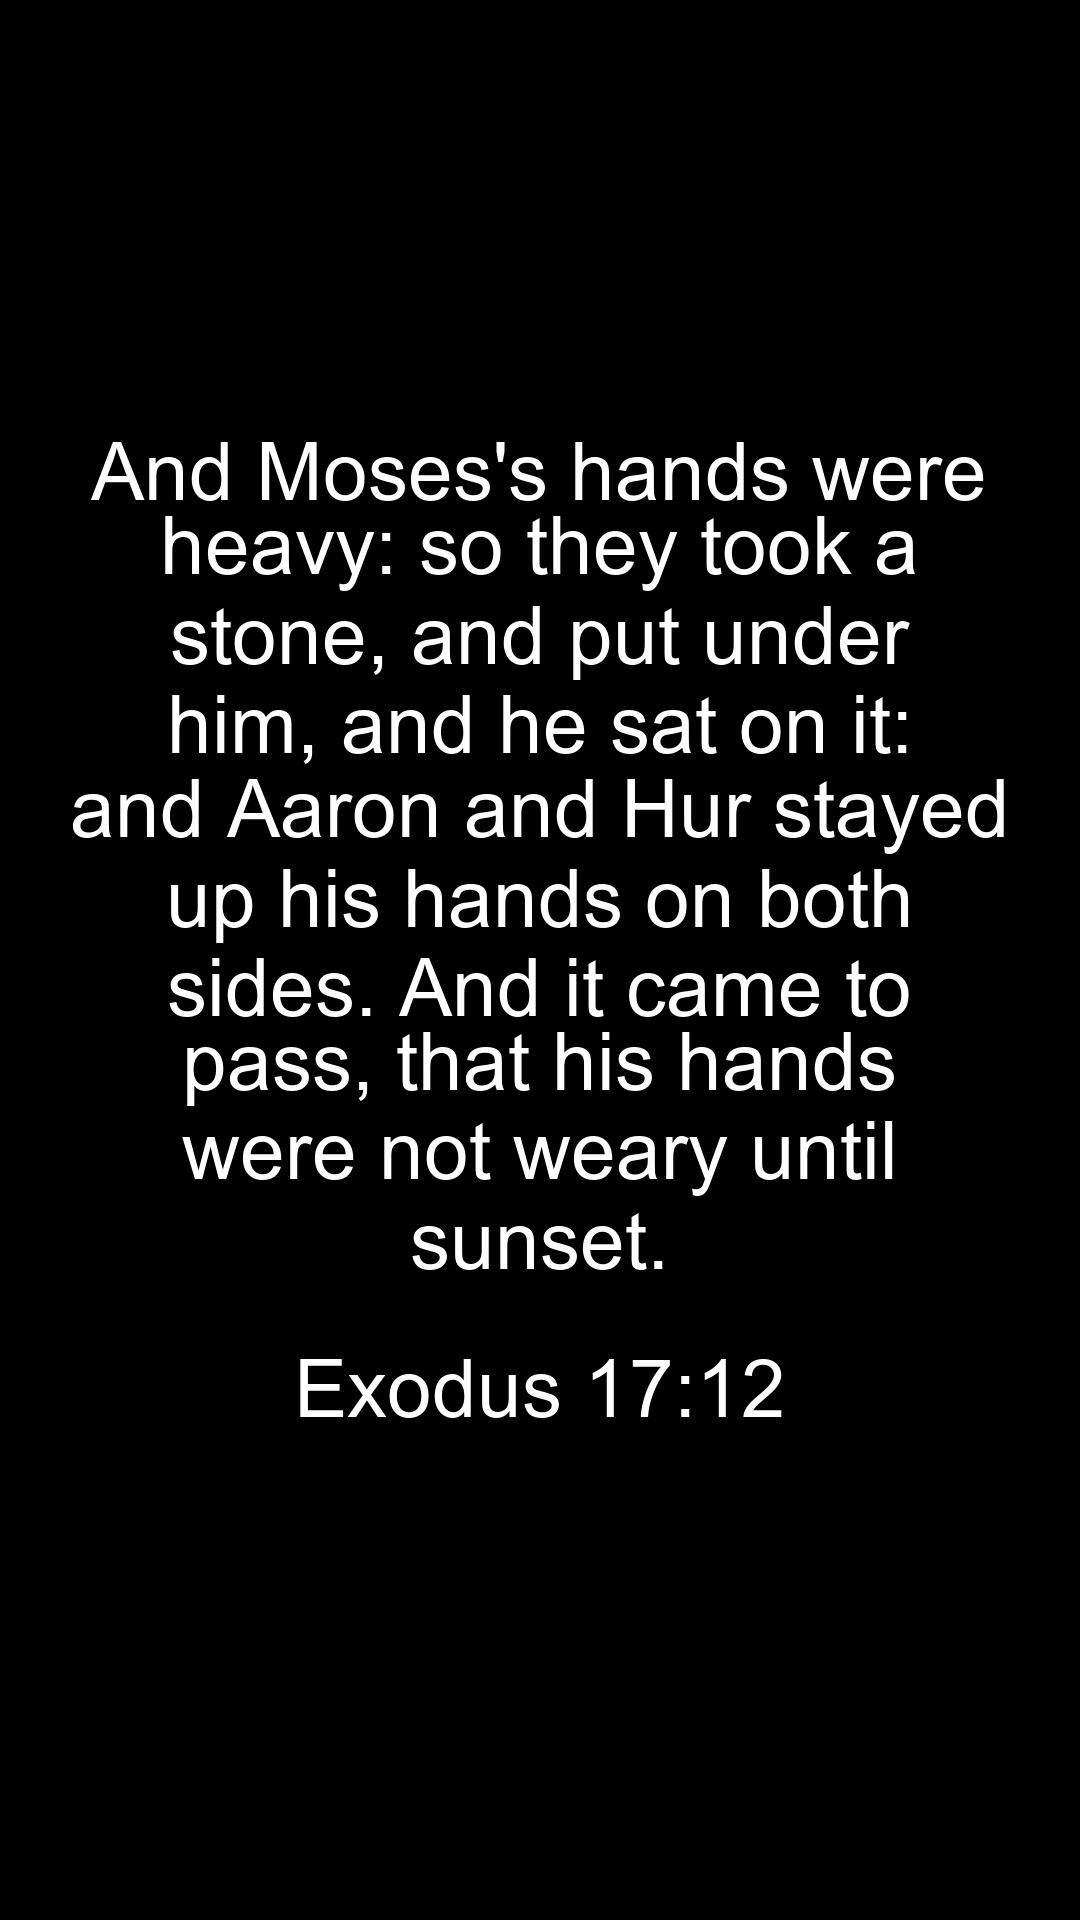 And Moses's hands were
heavy: so they took a
stone, and put under
him, and he sat on it:
and Aaron and Hur stayed
up his hands on both
sides. And it came to
pass, that his hands
were not weary until
sunset.
Exodus 17:12